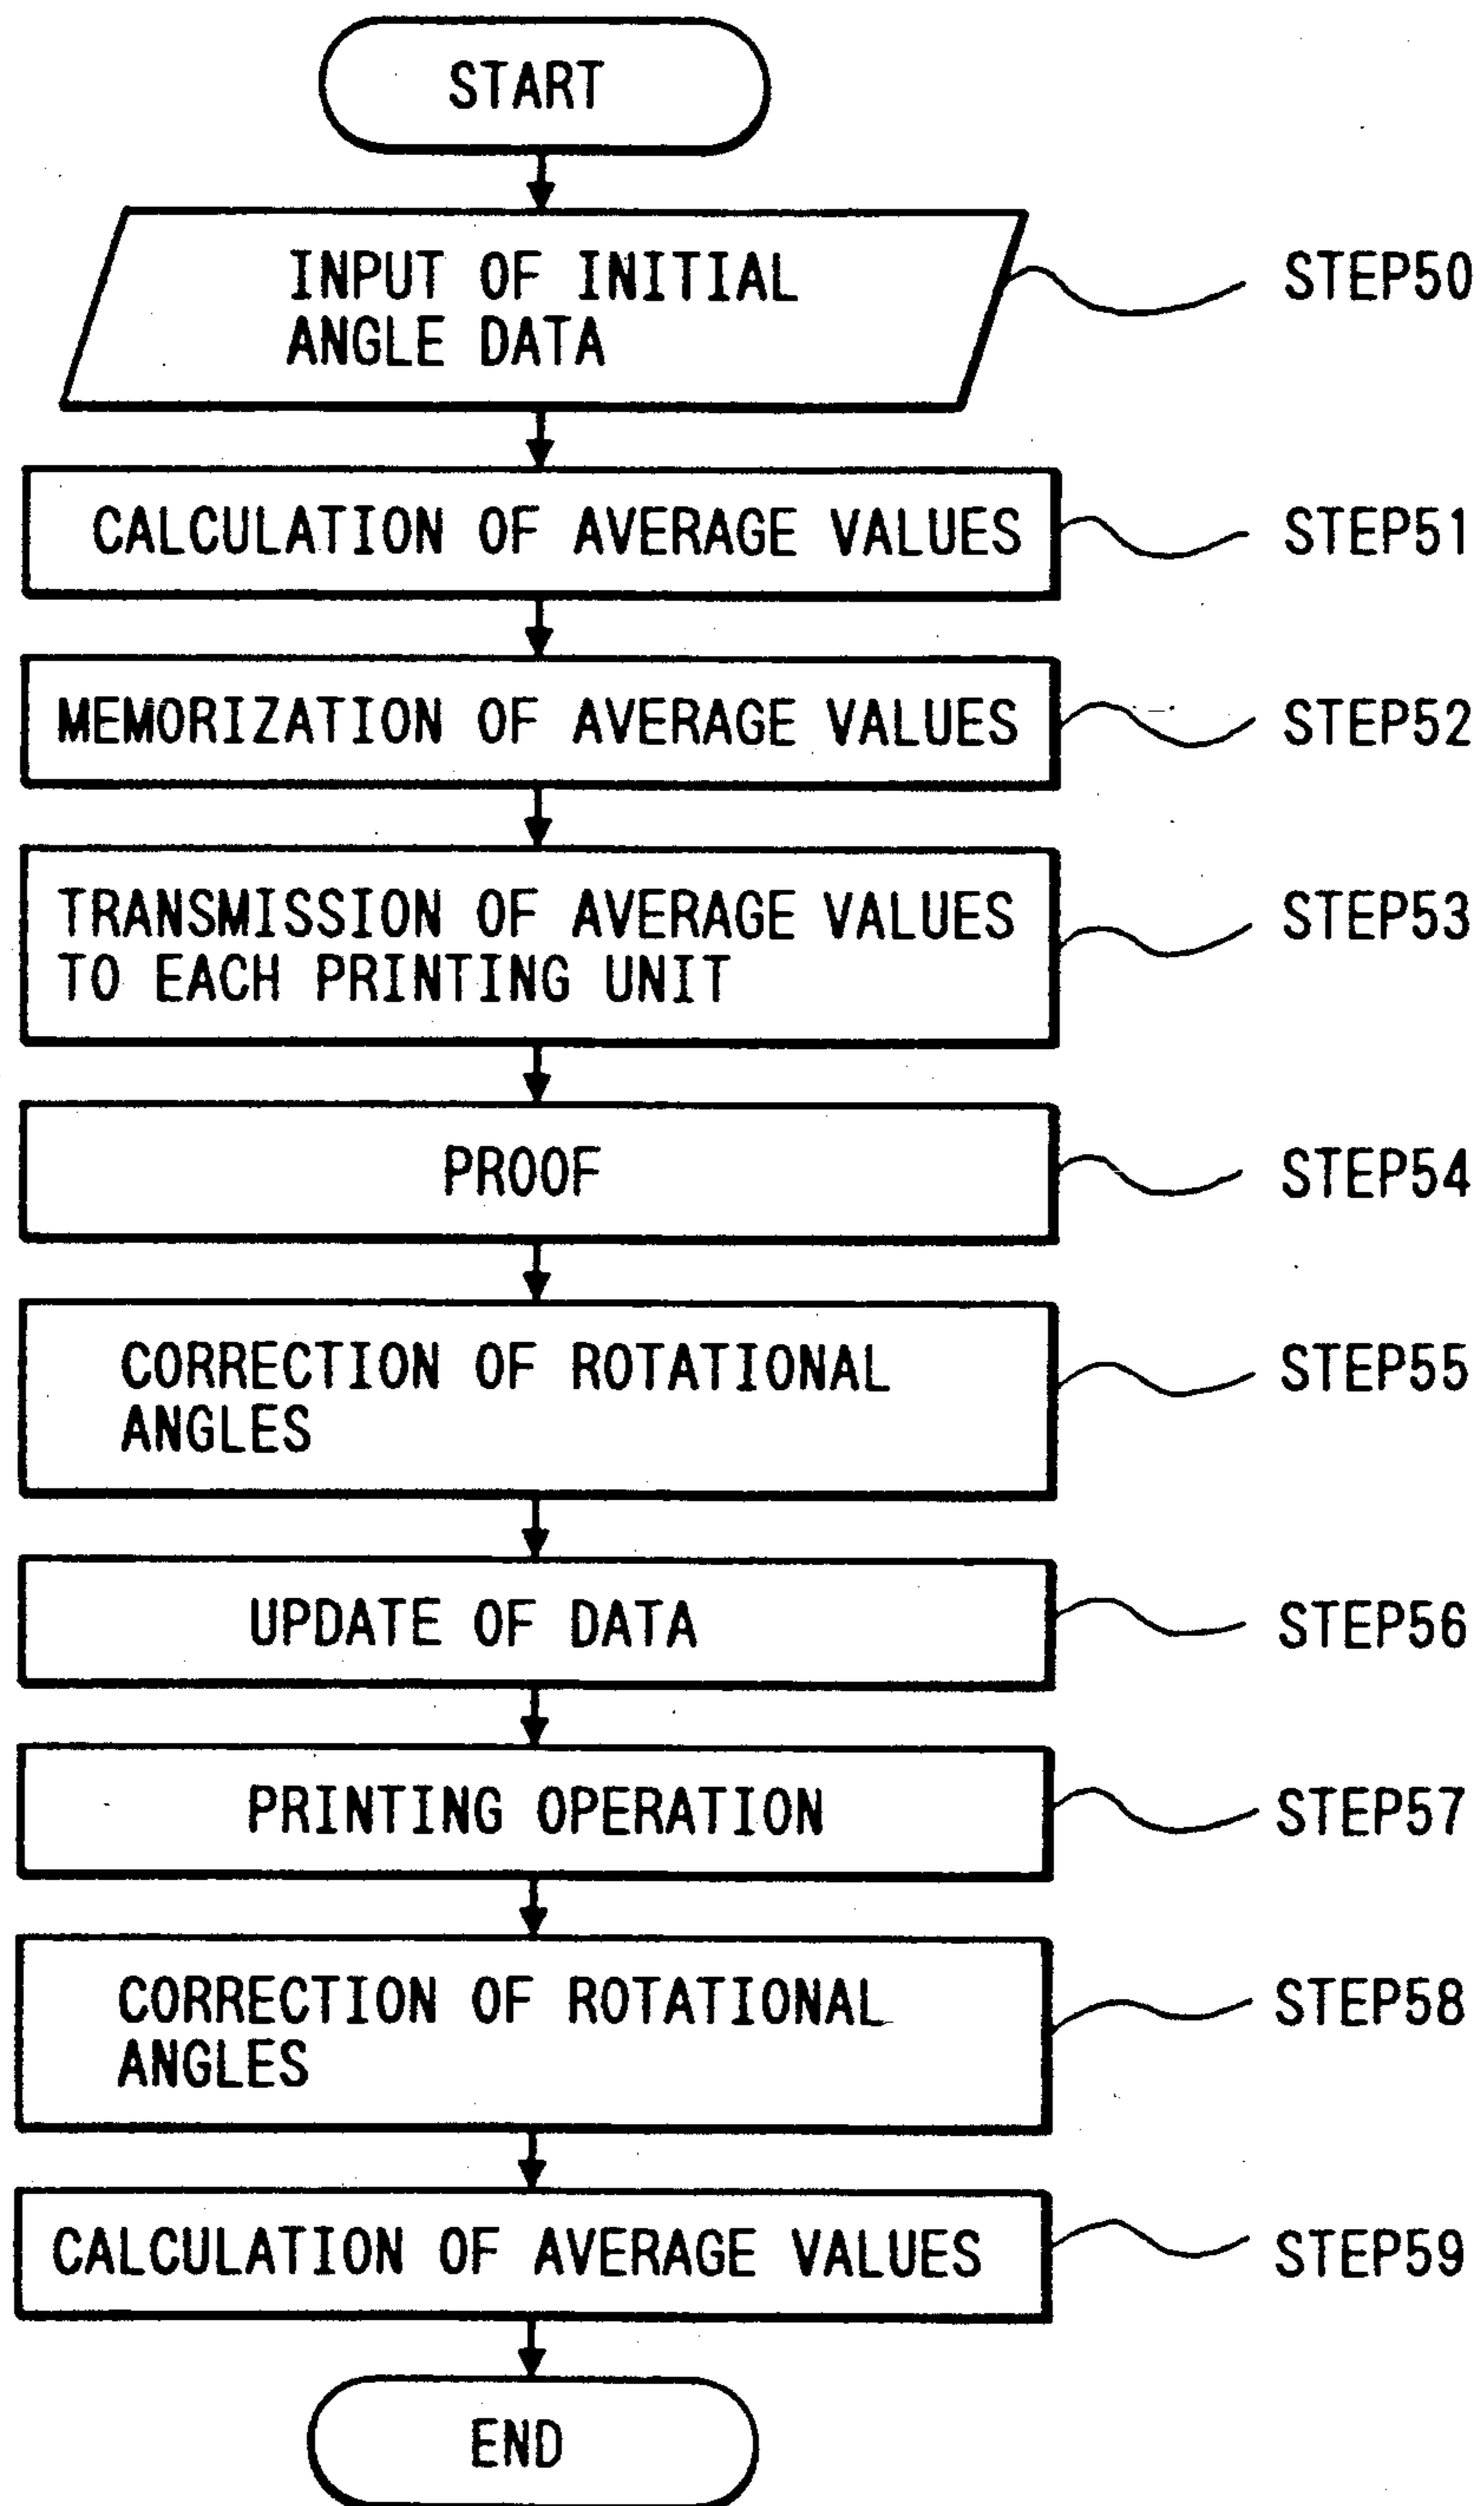 START
INPUT OF INITIAL
ANGLE DATA
STEP50
CALCULATION OF AVERAGE VALUES
STEP51
MEMORIZATION OF AVERAGE VALUES
STEP52
TRANSMISSION OF AVERAGE VALUES
TO EACH PRINTING UNIT
STEP53
PROOF
STEP54
CORRECTION OF ROTATIONAL
ANGLES
STEP55
UPDATE OF DATA
STEP56
PRINTING OPERATION
STEP57
CORRECTION OF ROTATIONAL
ANGLES
STEP58
CALCULATION OF AVERAGE VALUES
STEP59
END